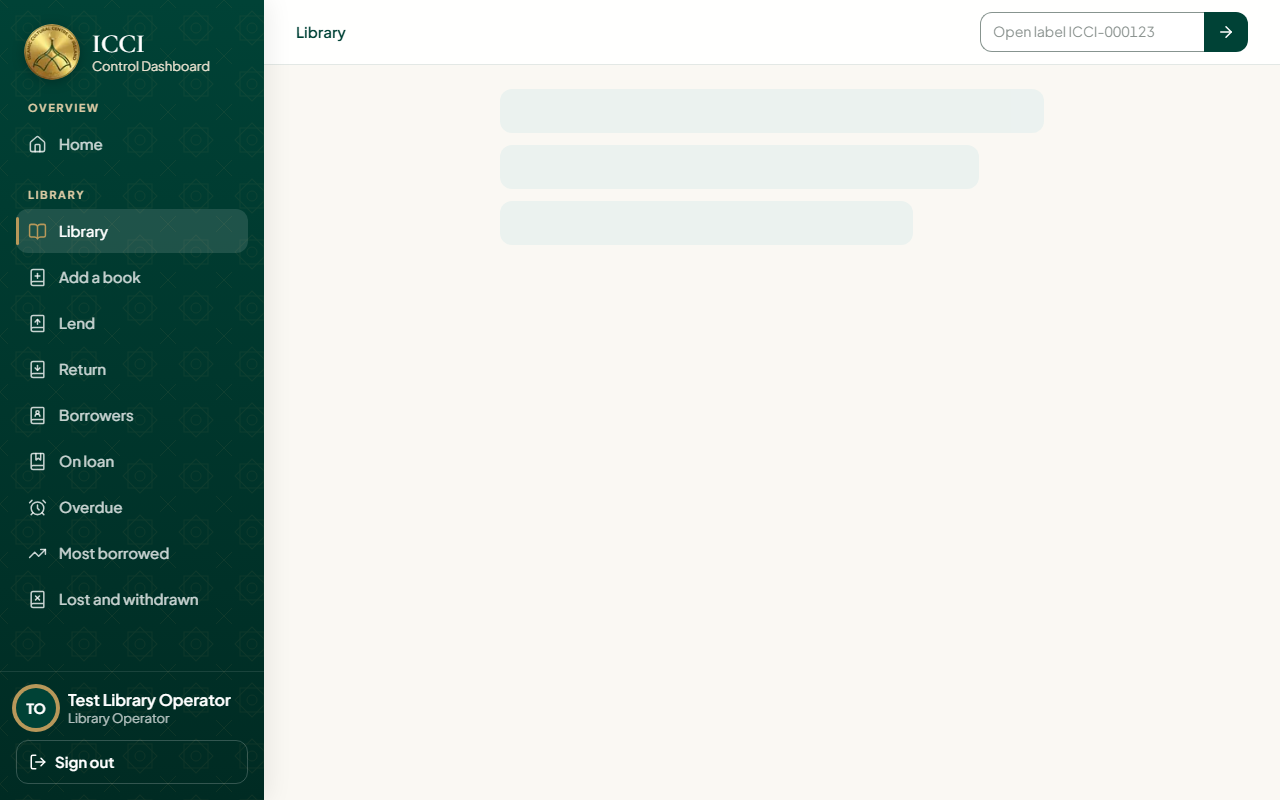 ICCI
Control Dashboard
OVERVIEW
Home
LIBRARY
Library
Add a book
Lend
Return
Borrowers
On loan
Overdue
Most borrowed
Lost and withdrawn
TO
Test Library Operator
Library Operator
Sign out
Library
Open label ICCI-000123